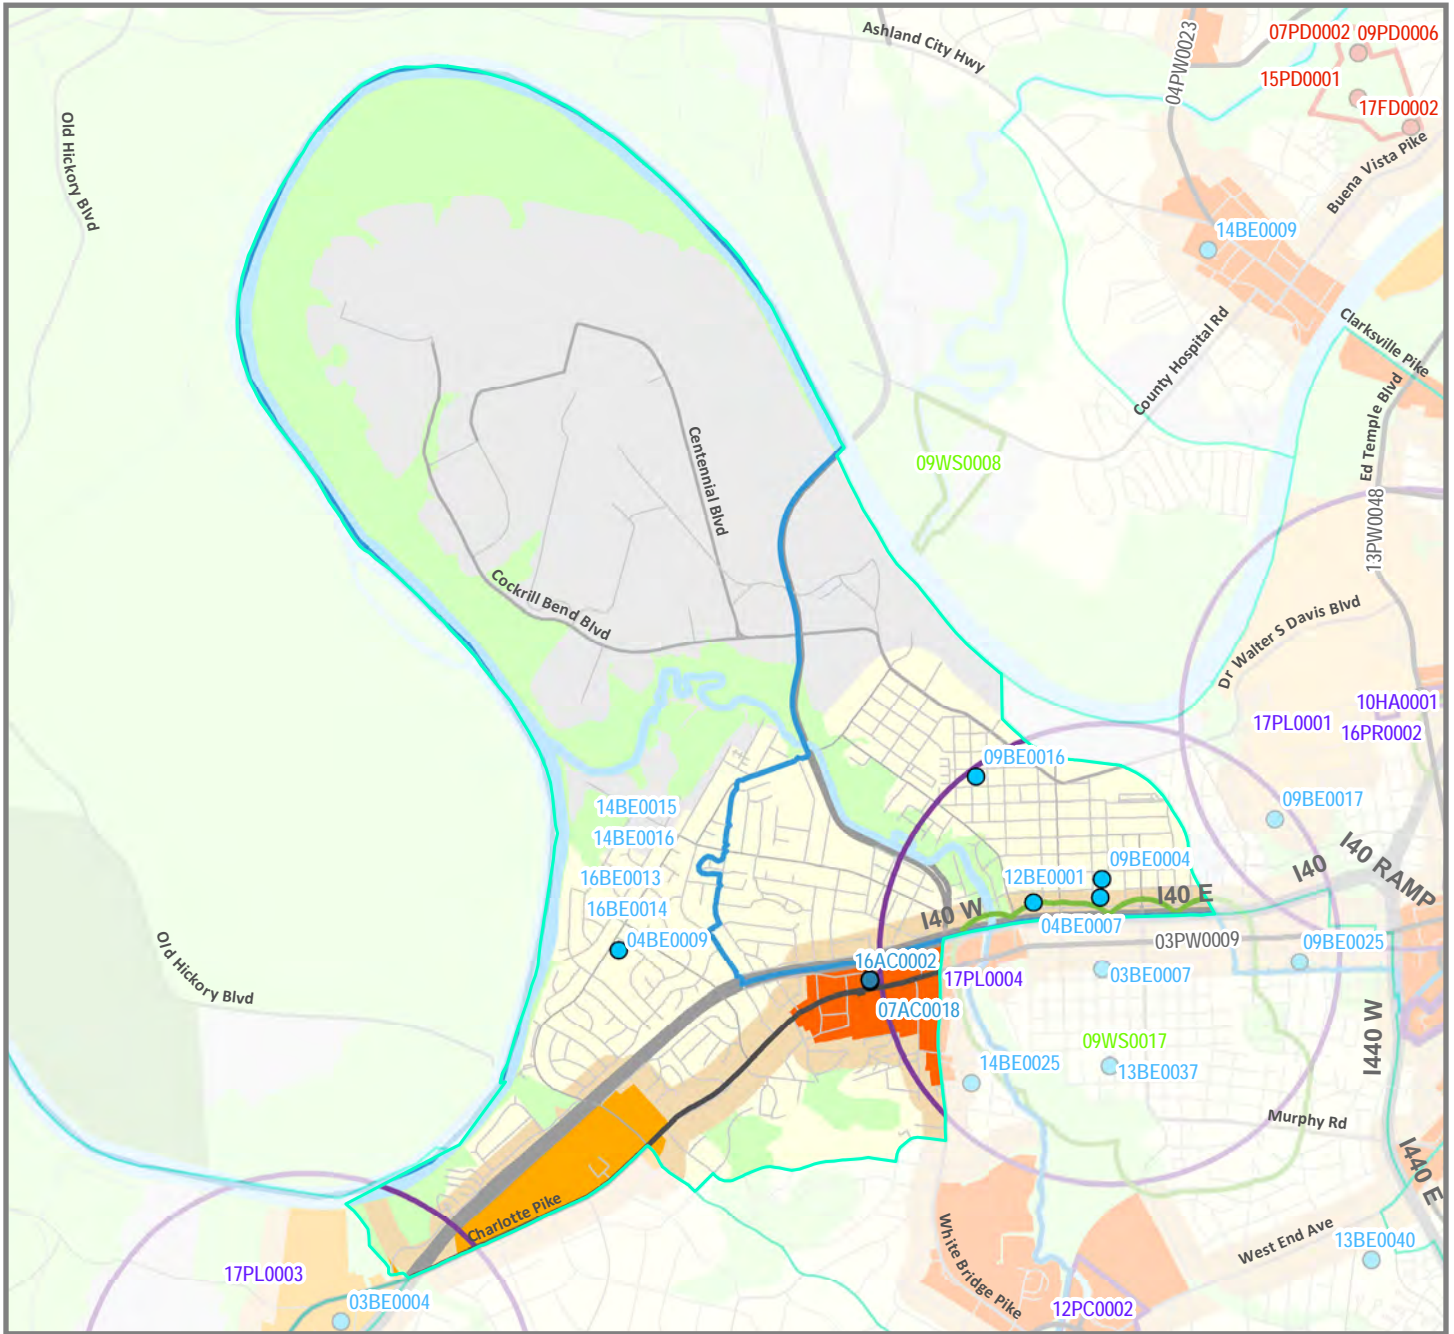 Ashland City Hwy
04PW0023
07PD0002
09PD0006
15PD0001
17FD0002
Buena Vista Pike
Old Hickory Blvd
14BE0009
County Hospital Rd
Clarksville Pike
Ed Temple Blvd
09WS0008
Centennial Blvd
13PW0048
Cockrill Bend Blvd
Dr Walter S Davis Blvd
10HA0001
17PL0001
16PR0002
09BE0016
14BE0015
09BE0017
14BE0016
09BE0004
I40
I40 RAMP
16BE0013
12BE0001
I40 E
16BE0014
I40 W
04BE0007
04BE0009
03PW0009
09BE0025
Old Hickory Blvd
16AC0002
17PL0004
03BE0007
07AC0018
I440 W
09WS0017
14BE0025
13BE0037
Murphy Rd
I440 E
Charlotte Pike
White Bridge Pike
West End Ave
13BE0040
17PL0003
03BE0004
12PC0002